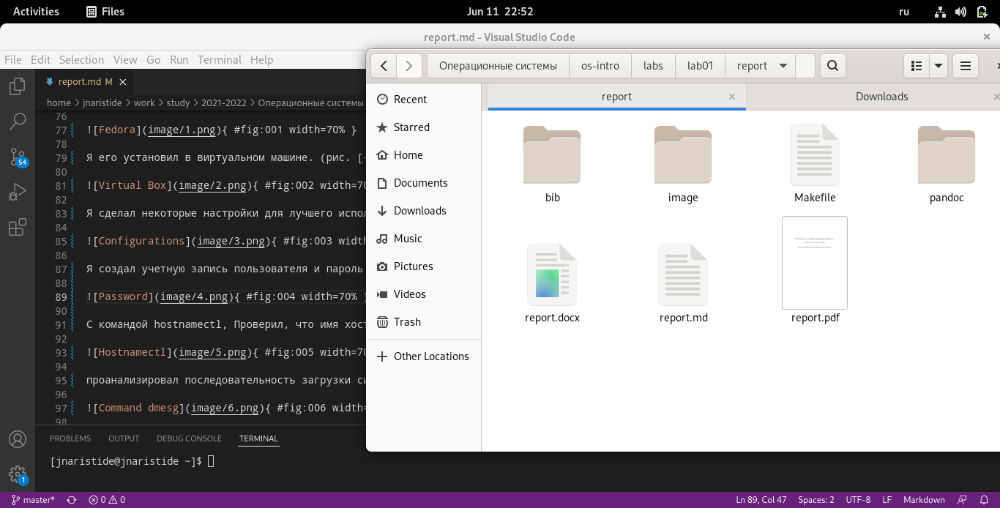 Activities Files Jun 11 22:52 ru
report.md - Visual Studio Code
File Edit Selection View Go Run Terminal Help
report.md M
home > jnaristide > work > study > 2021-2022 > Операционные системы
76
77 ![Fedora](image/1.png){ #fig:001 width=70% }
78
79 Я его установил в виртуальном машине. (рис. [-
80
81 ![Virtual Box](image/2.png){ #fig:002 width=70
82
83 Я сделал некоторые настройки для лучшего испол
84
85 ![Configurations](image/3.png){ #fig:003 width
86
87 Я создал учетную запись пользователя и пароль
88
89 ![Password](image/4.png){ #fig:004 width=70% }
90
91 С командой hostnamectl, Проверил, что имя хост
92
93 ![Hostnamectl](image/5.png){ #fig:005 width=70
94
95 проанализировал последовательность загрузки си
96
97 ![Command dmesg](image/6.png){ #fig:006 width=
98
54
1
PROBLEMS OUTPUT DEBUG CONSOLE TERMINAL
[jnaristide@jnaristide ~]$
master* 0 0 Ln 89, Col 47 Spaces: 2 UTF-8 LF Markdown
Операционные системы os-intro labs lab01 report
report Downloads
Recent
Starred
Home
Documents
Downloads
Music
Pictures
Videos
Trash
Other Locations
bib image Makefile pandoc
report.docx report.md report.pdf